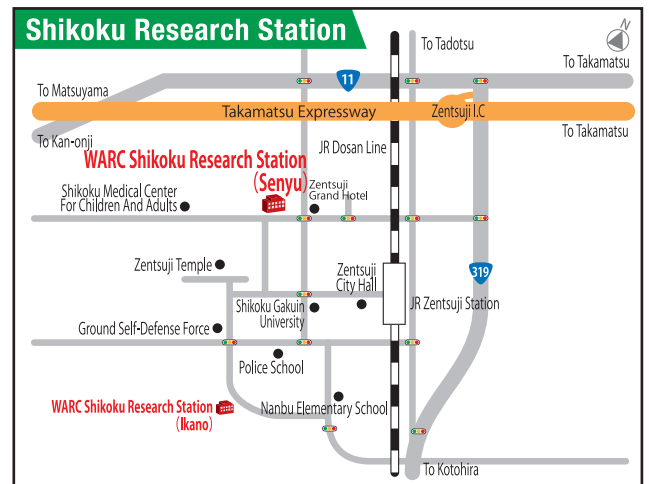 Shikoku Research Station
N
To Tadotsu
To Takamatsu
11
To Matsuyama
Takamatsu Expressway
Zentsuji I.C
To Takamatsu
To Kan-onji
JR Dosan Line
WARC Shikoku Research Station
(Senyu)
Zentsuji
Grand Hotel
Shikoku Medical Center
For Children And Adults
Zentsuji Temple
Zentsuji
City Hall
319
Shikoku Gakuin
University
JR Zentsuji Station
Ground Self-Defense Force
Police School
WARC Shikoku Research Station
(Ikano)
Nanbu Elementary School
To Kotohira